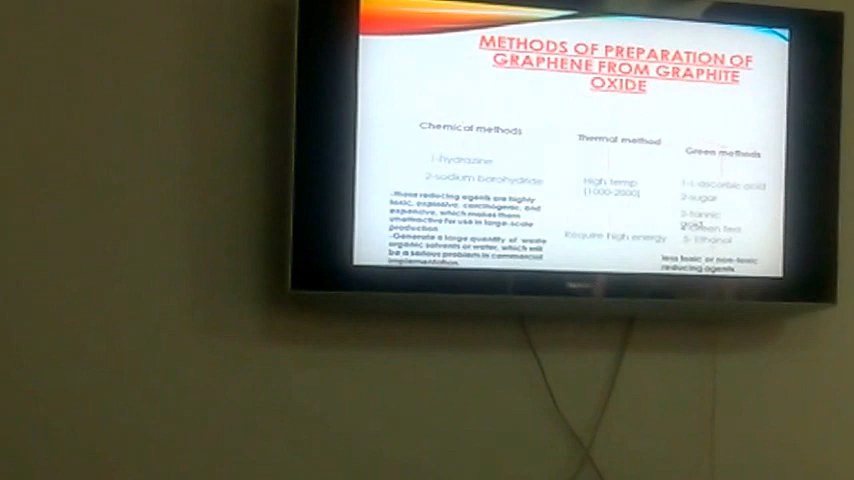 METHODS OF PREPARATION OF
GRAPHENE FROM GRAPHITE
OXIDE
Chemical methods
1-hydrazine
2-sodium borohydride
-these reducing agents are highly
toxic, explosive, carcinogenic, and
expensive, which makes them
unattractive for use in large-scale
production
-Generate a large quantity of waste
organic solvents or water, which will
be a serious problem in commercial
implementation.
Thermal method
High temp
(1000-2000)
Require high energy
Green methods
1-L-ascorbic acid
2-sugar
3-tannic
4-Green tea
5- Ethanol
less toxic or non-toxic
reducing agents